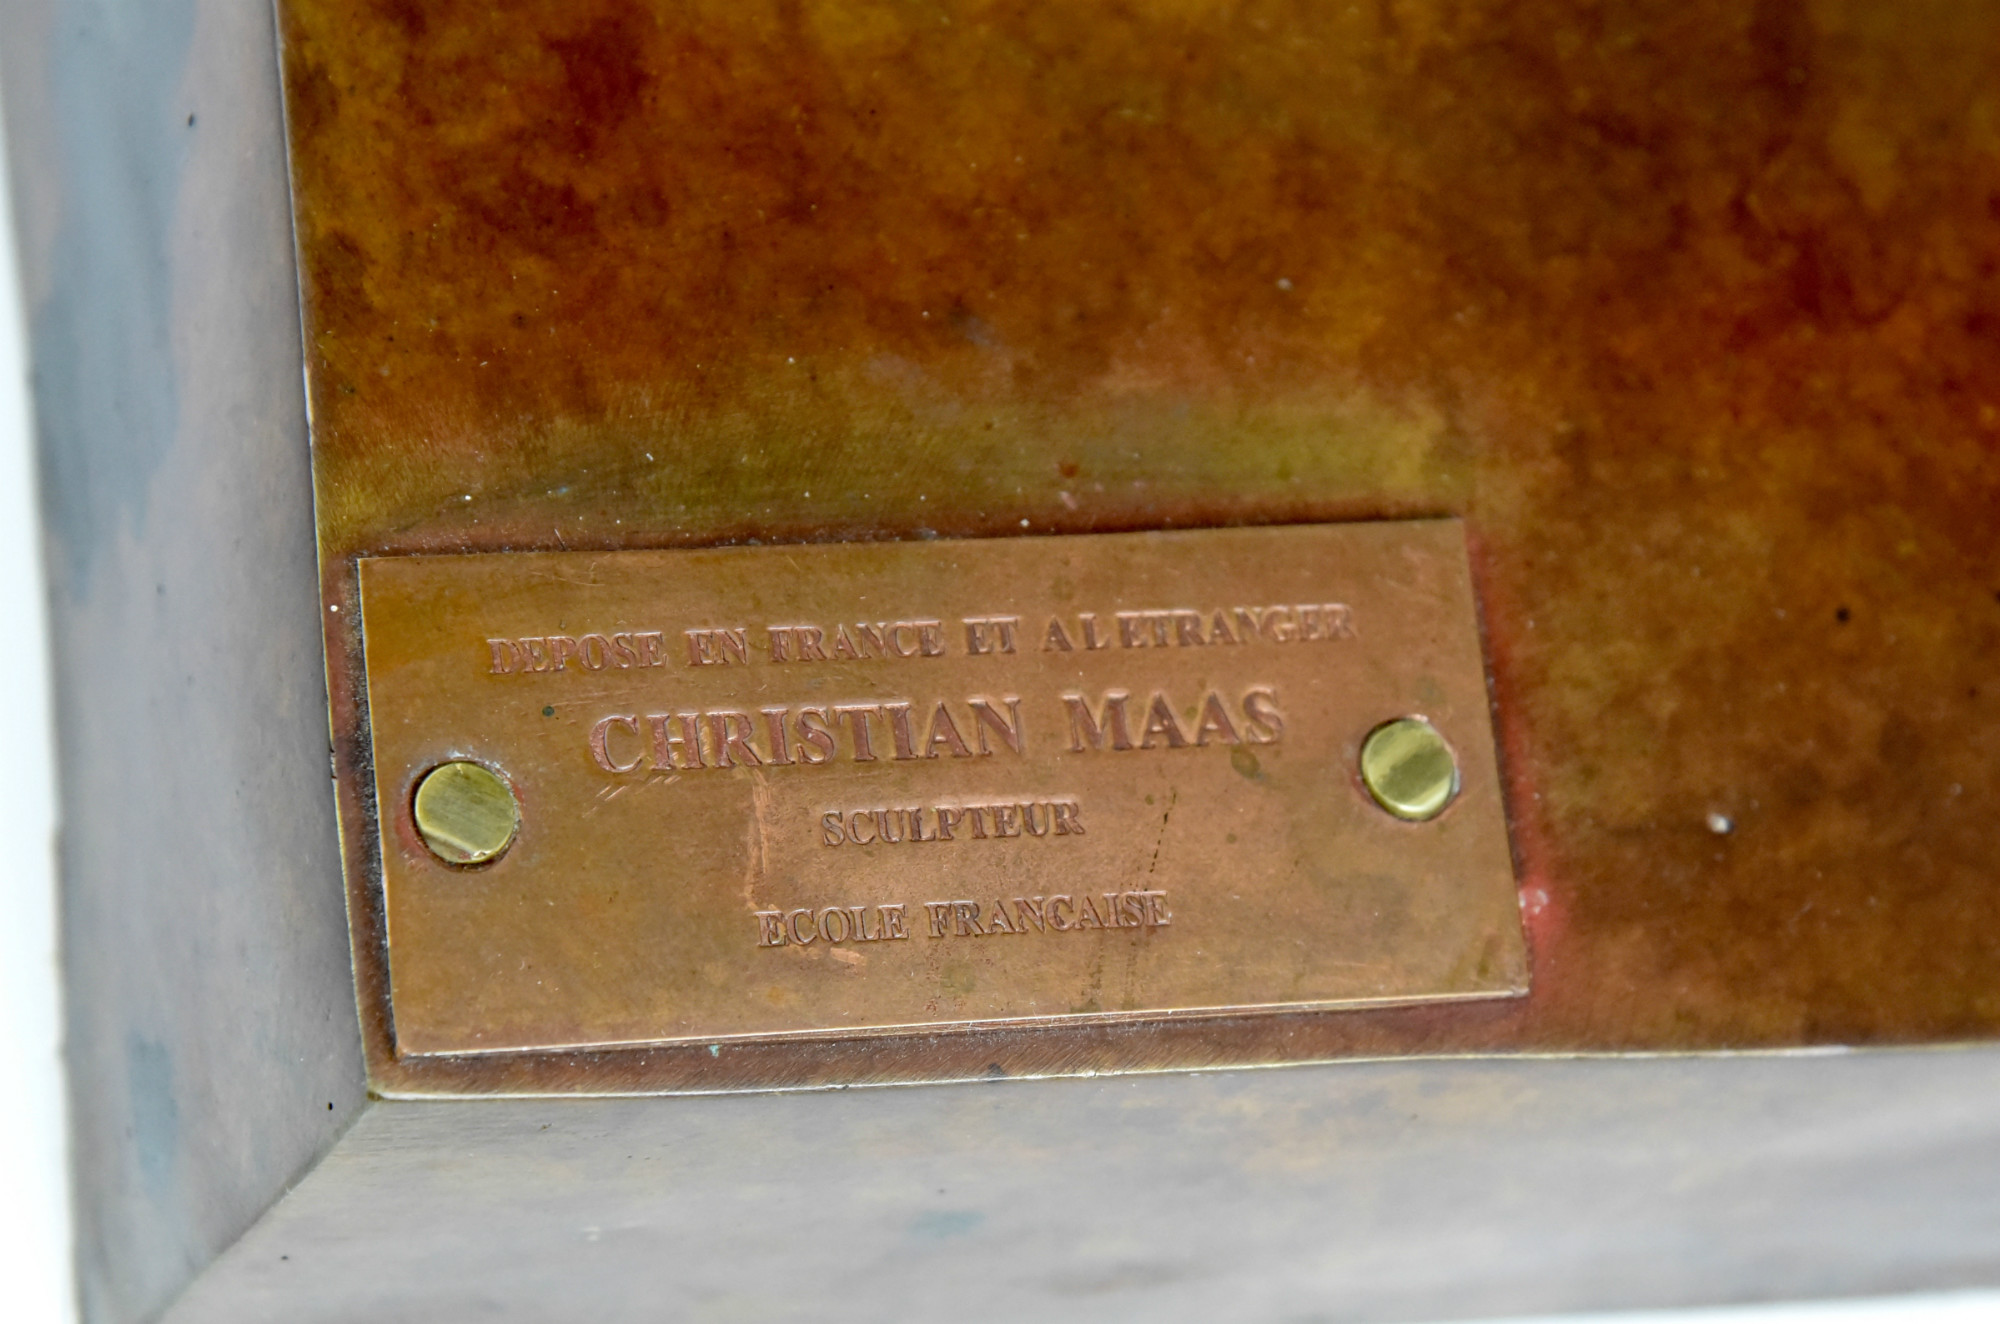 DEPOSE EN FRANCE ET A L ETRANGER
CHRISTIAN MAAS
SCULPTEUR
ECOLE FRANCAISE